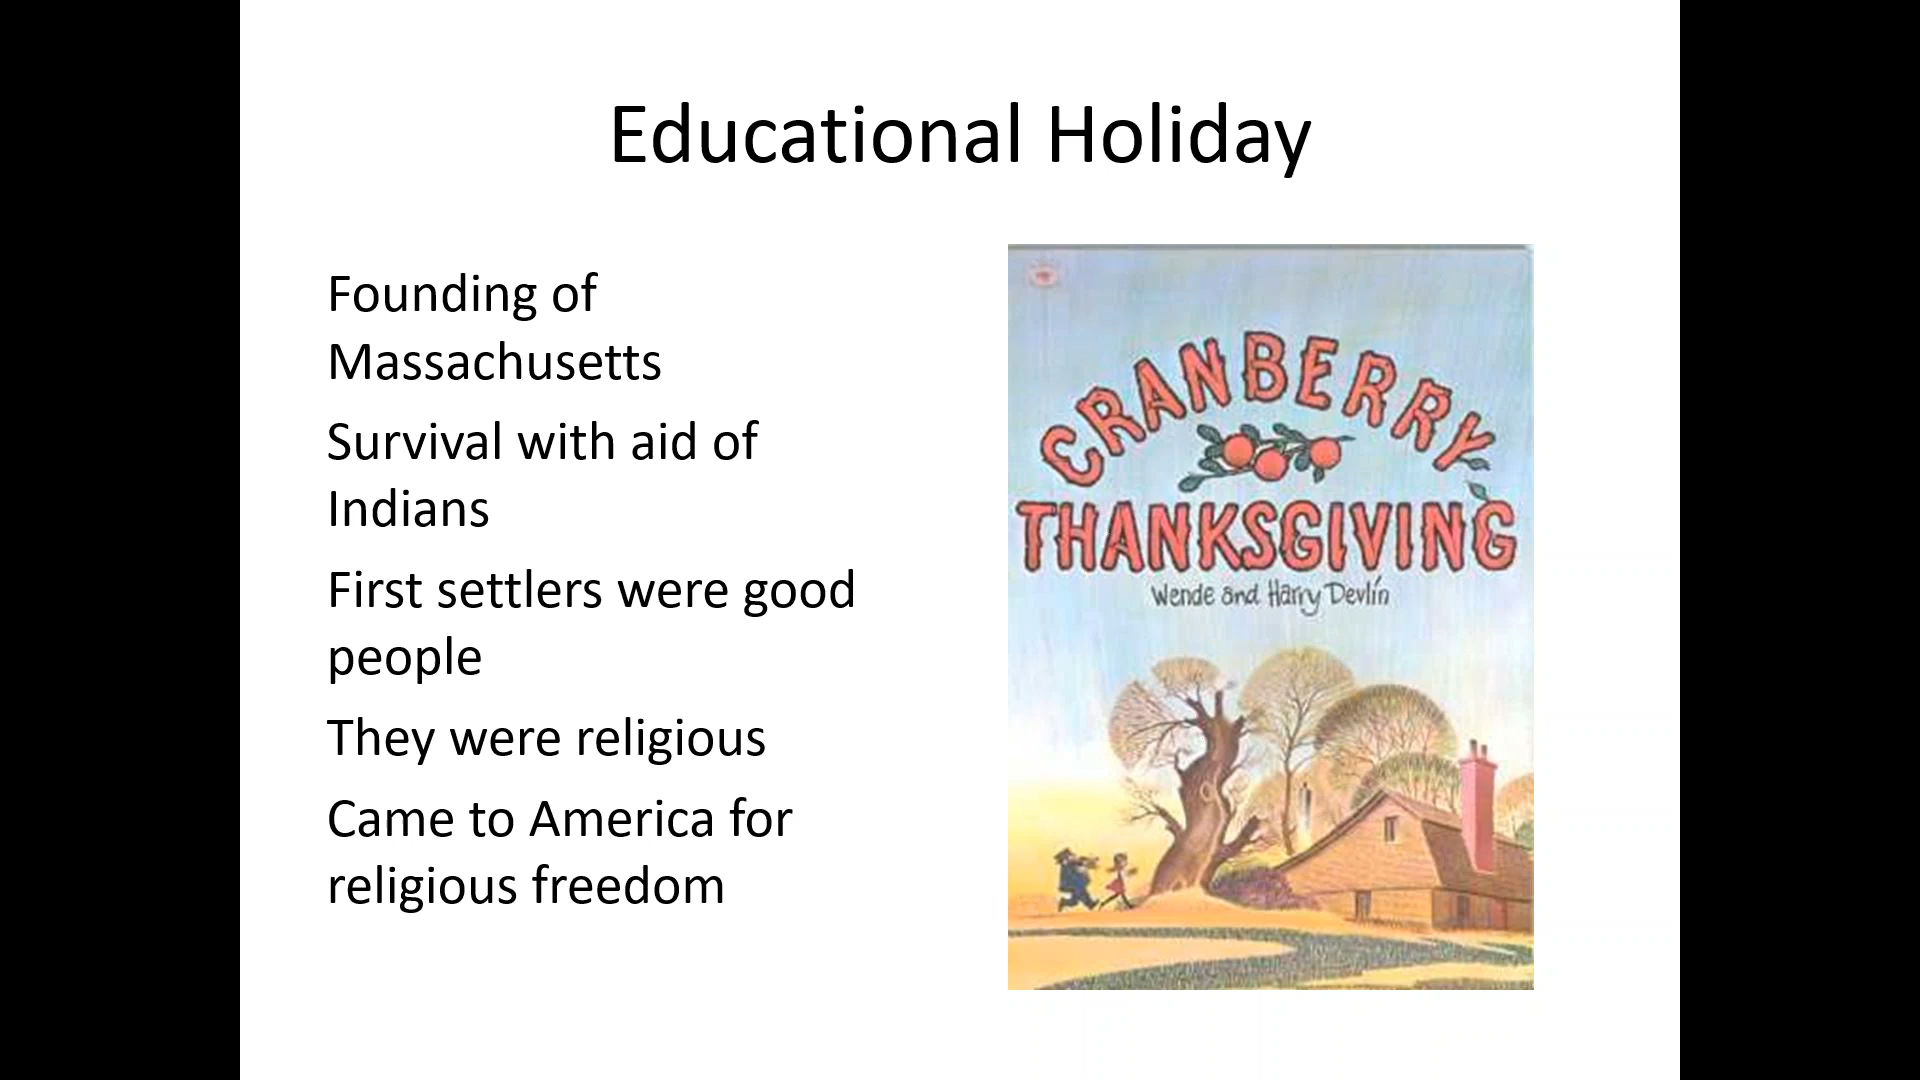 Educational Holiday
Founding of
Massachusetts
Survival with aid of
Indians
First settlers were good
people
They were religious
Came to America for
religious freedom
CRANBERRY
THANKSGIVING
Wende and Harry Devlin